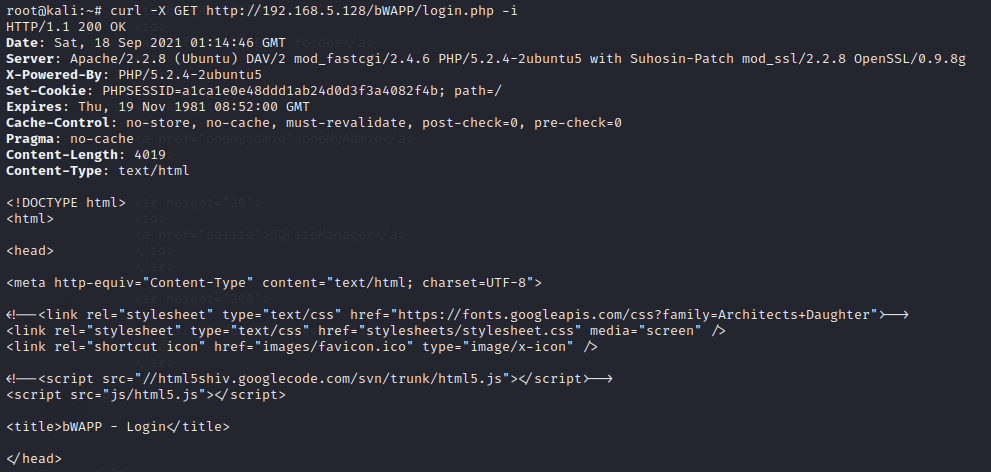 root@kali:~# curl -X GET http://192.168.5.128/bWAPP/login.php -i
HTTP/1.1 200 OK
Date: Sat, 18 Sep 2021 01:14:46 GMT
Server: Apache/2.2.8 (Ubuntu) DAV/2 mod_fastcgi/2.4.6 PHP/5.2.4-2ubuntu5 with Suhosin-Patch mod_ssl/2.2.8 OpenSSL/0.9.8g
X-Powered-By: PHP/5.2.4-2ubuntu5
Set-Cookie: PHPSESSID=a1ca1e0e48ddd1ab24d0d3f3a4082f4b; path=/
Expires: Thu, 19 Nov 1981 08:52:00 GMT
Cache-Control: no-store, no-cache, must-revalidate, post-check=0, pre-check=0
Pragma: no-cache
Content-Length: 4019
Content-Type: text/html
<!DOCTYPE html>
<html>
<head>
<meta http-equiv="Content-Type" content="text/html; charset=UTF-8">
<!--<link rel="stylesheet" type="text/css" href="https://fonts.googleapis.com/css?family=Architects+Daughter">-->
<link rel="stylesheet" type="text/css" href="stylesheets/stylesheet.css" media="screen" />
<link rel="shortcut icon" href="images/favicon.ico" type="image/x-icon" />
<!--<script src="//html5shiv.googlecode.com/svn/trunk/html5.js"></script>-->
<script src="js/html5.js"></script>
<title>bWAPP - Login</title>
</head>